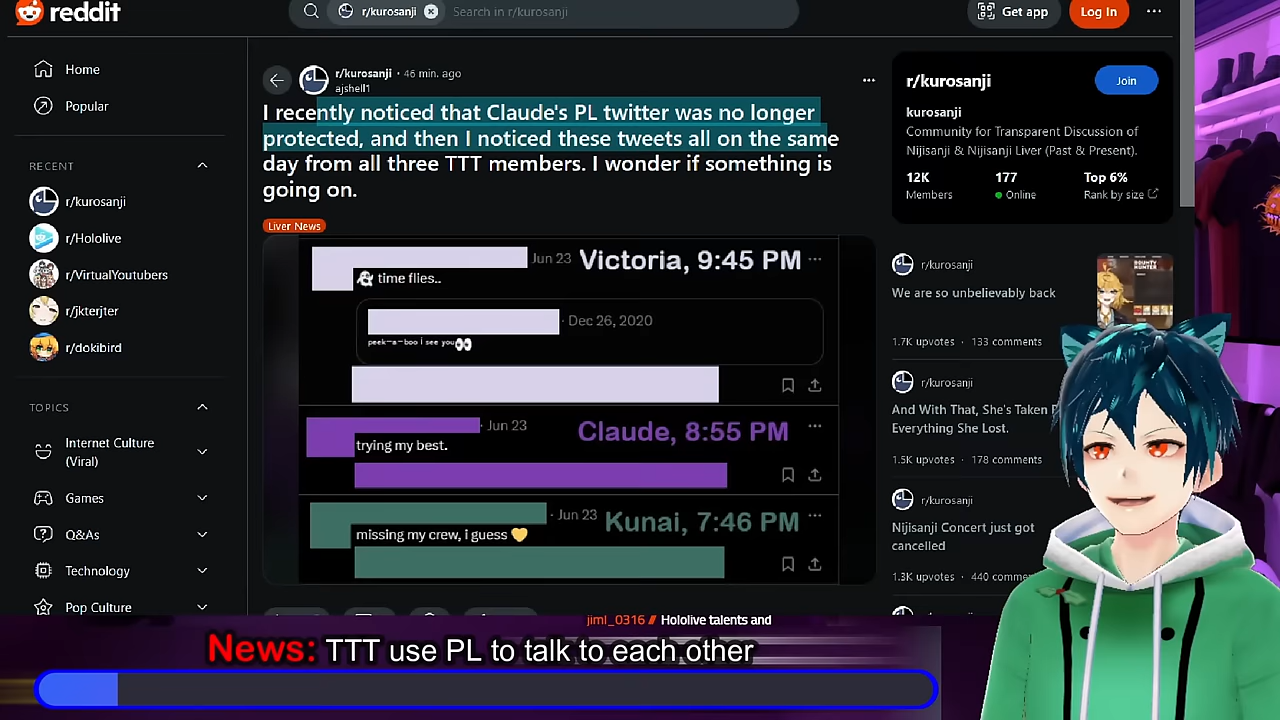 reddit
r/kurosanji
Search in r/kurosanji
Get app
Log In
Home
Popular
RECENT
r/kurosanji
r/Hololive
r/VirtualYoutubers
r/jkterjter
r/dokibird
TOPICS
Internet Culture
(Viral)
Games
Q&As
Technology
Pop Culture
r/kurosanji · 46 min. ago
ajshell1
I recently noticed that Claude's PL twitter was no longer
protected, and then I noticed these tweets all on the same
day from all three TTT members. I wonder if something is
going on.
Liver News
Jun 23 Victoria, 9:45 PM
👻 time flies..
· Dec 26, 2020
peek-a-boo i see you👀
· Jun 23 Claude, 8:55 PM
trying my best.
· Jun 23 Kunai, 7:46 PM
missing my crew, i guess 💛
r/kurosanji
Join
kurosanji
Community for Transparent Discussion of
Nijisanji & Nijisanji Liver (Past & Present).
12K 177 Top 6%
Members Online Rank by size
r/kurosanji
We are so unbelievably back
1.7K upvotes · 133 comments
r/kurosanji
And With That, She's Taken
Everything She Lost.
1.5K upvotes · 178 comments
r/kurosanji
Nijisanji Concert just got
cancelled
1.3K upvotes · 440
jiml_0316 // Hololive talents and
News: TTT use PL to talk to each other